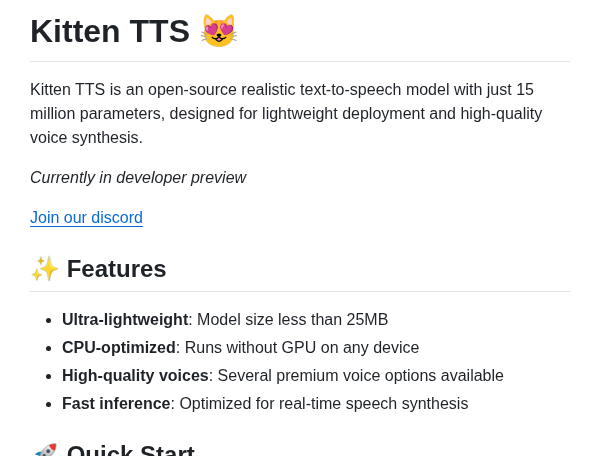 Kitten TTS 😻
Kitten TTS is an open-source realistic text-to-speech model with just 15
million parameters, designed for lightweight deployment and high-quality
voice synthesis.
Currently in developer preview
Join our discord
✨ Features
• Ultra-lightweight: Model size less than 25MB
• CPU-optimized: Runs without GPU on any device
• High-quality voices: Several premium voice options available
• Fast inference: Optimized for real-time speech synthesis
🚀 Quick Start